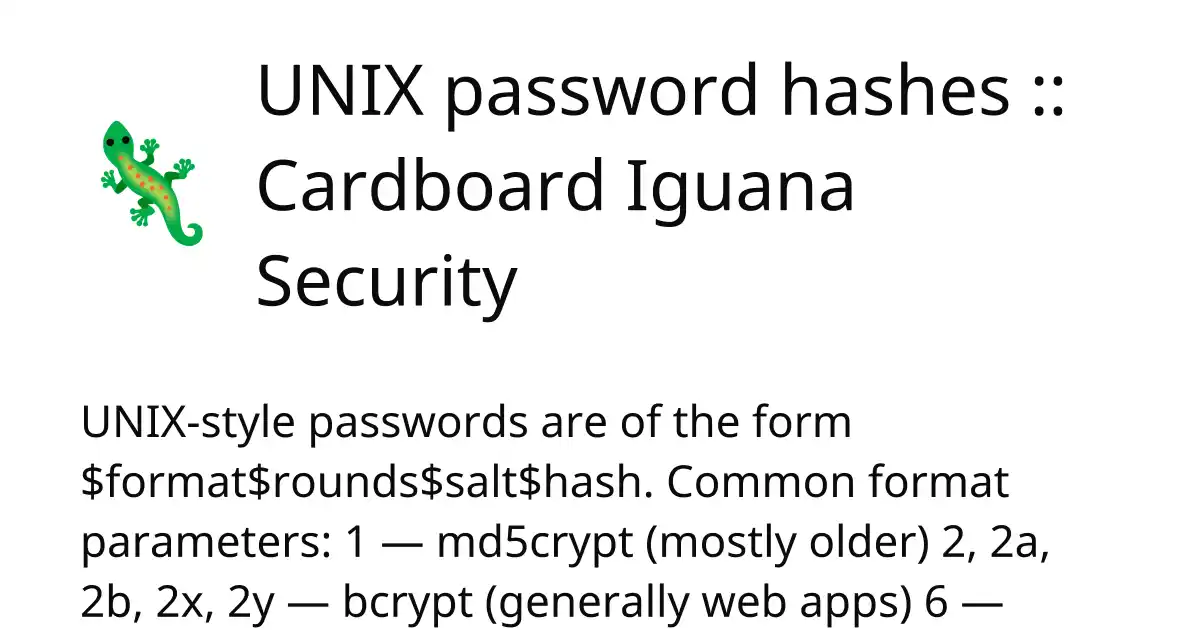 UNIX password hashes ::
Cardboard Iguana
Security
UNIX-style passwords are of the form
$format$rounds$salt$hash. Common format
parameters: 1 — md5crypt (mostly older) 2, 2a,
2b, 2x, 2y — bcrypt (generally web apps) 6 —